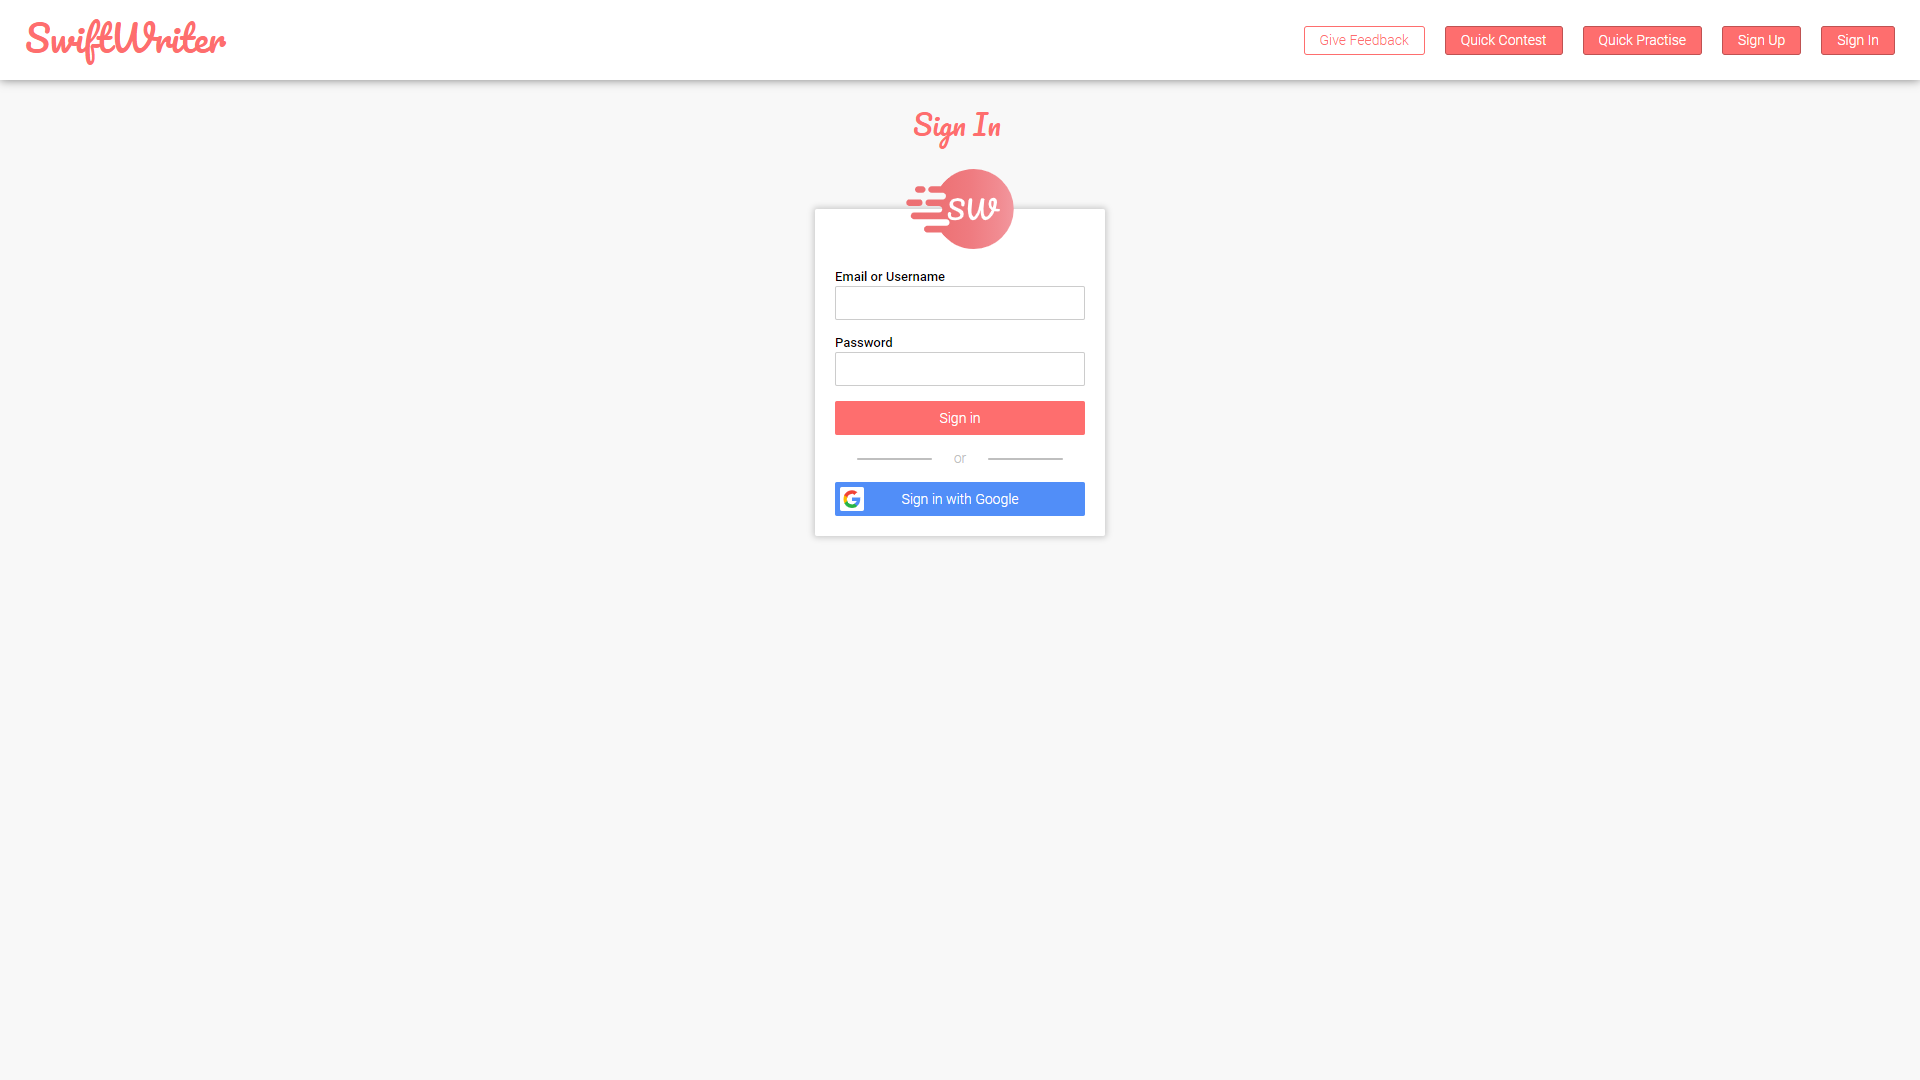 SwiftWriter
Give Feedback
Quick Contest
Quick Practise
Sign Up
Sign In
Sign In
SW
Email or Username
Password
Sign in
or
Sign in with Google